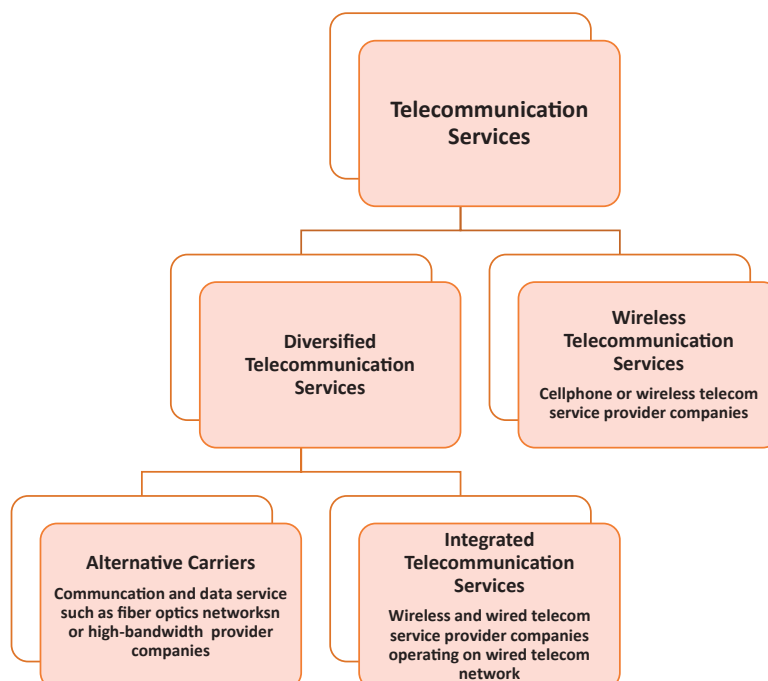 Telecommunication
Services
Diversified
Telecommunication
Services
Wireless
Telecommunication
Services
Cellphone or wireless telecom
service provider companies
Alternative Carriers
Communcation and data service
such as fiber optics networksn
or high-bandwidth provider
companies
Integrated
Telecommunication
Services
Wireless and wired telecom
service provider companies
operating on wired telecom
network